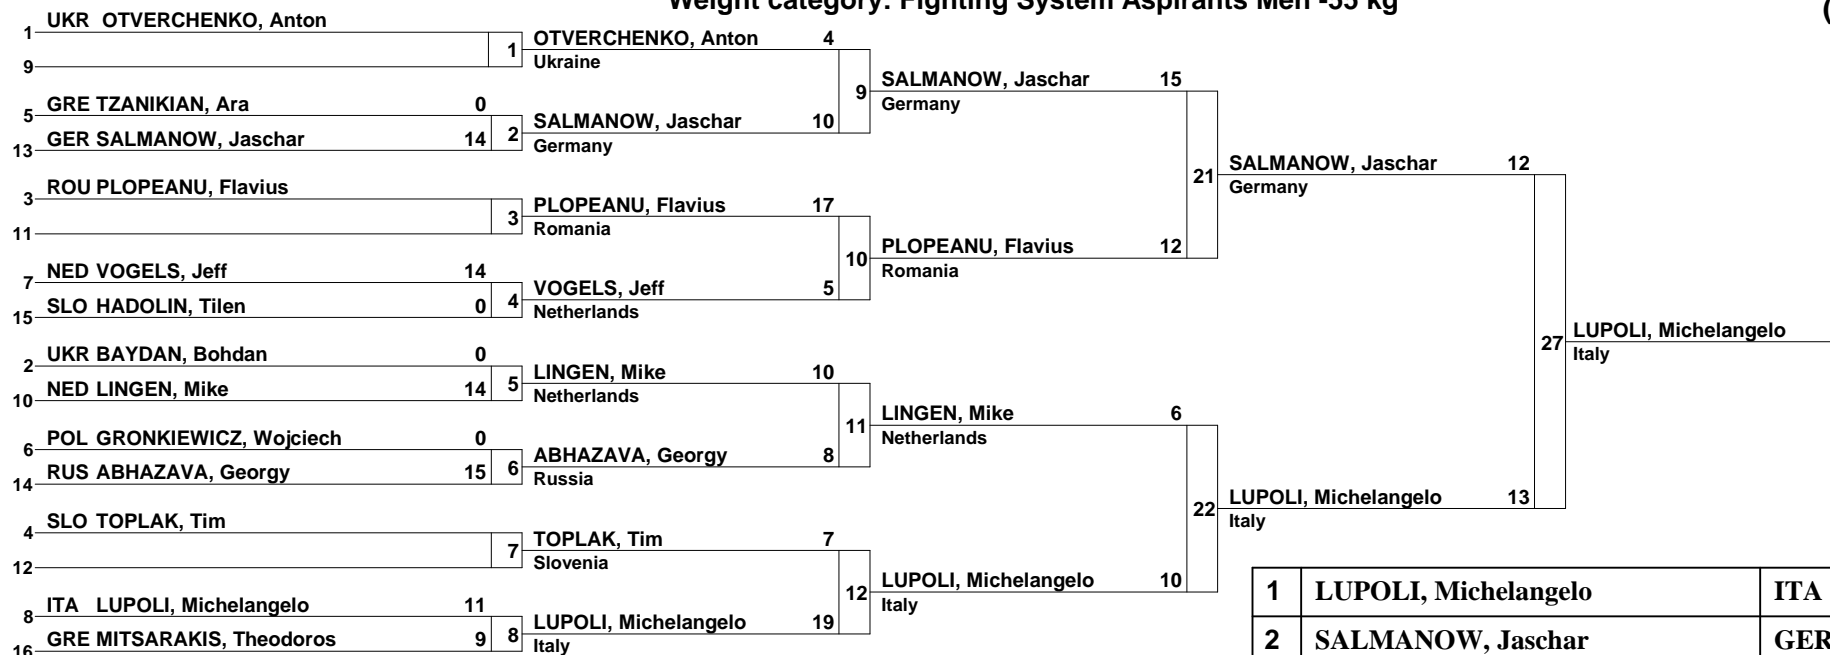 Weight category: Fighting System Aspirants Men -55 kg
(
1 UKR OTVERCHENKO, Anton
9
1
OTVERCHENKO, Anton 4
Ukraine
5 GRE TZANIKIAN, Ara 0
13 GER SALMANOW, Jaschar 14
2
SALMANOW, Jaschar 10
Germany
9
SALMANOW, Jaschar 15
Germany
3 ROU PLOPEANU, Flavius
11
3
PLOPEANU, Flavius 17
Romania
7 NED VOGELS, Jeff 14
15 SLO HADOLIN, Tilen 0
4
VOGELS, Jeff 5
Netherlands
10
PLOPEANU, Flavius 12
Romania
21
SALMANOW, Jaschar 12
Germany
2 UKR BAYDAN, Bohdan 0
10 NED LINGEN, Mike 14
5
LINGEN, Mike 10
Netherlands
6 POL GRONKIEWICZ, Wojciech 0
14 RUS ABHAZAVA, Georgy 15
6
ABHAZAVA, Georgy 8
Russia
11
LINGEN, Mike 6
Netherlands
4 SLO TOPLAK, Tim
12
7
TOPLAK, Tim 7
Slovenia
8 ITA LUPOLI, Michelangelo 11
16 GRE MITSARAKIS, Theodoros 9
8
LUPOLI, Michelangelo 19
Italy
12
LUPOLI, Michelangelo 10
Italy
22
LUPOLI, Michelangelo 13
Italy
27
LUPOLI, Michelangelo
Italy
1 LUPOLI, Michelangelo ITA
2 SALMANOW, Jaschar GER